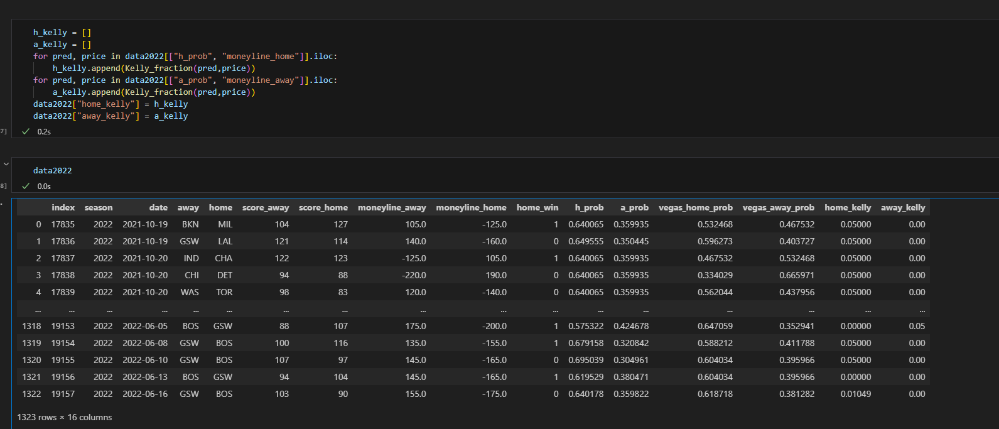 h_kelly = []
a_kelly = []
for pred, price in data2022[["h_prob", "moneyline_home"]].iloc:
    h_kelly.append(Kelly_fraction(pred,price))
for pred, price in data2022[["a_prob", "moneyline_away"]].iloc:
    a_kelly.append(Kelly_fraction(pred,price))
data2022["home_kelly"] = h_kelly
data2022["away_kelly"] = a_kelly
7] ✓ 0.2s
data2022
8] ✓ 0.0s
index season date away home score_away score_home moneyline_away moneyline_home home_win h_prob a_prob vegas_home_prob vegas_away_prob home_kelly away_kelly
0 17835 2022 2021-10-19 BKN MIL 104 127 105.0 -125.0 1 0.640065 0.359935 0.532468 0.467532 0.05000 0.00
1 17836 2022 2021-10-19 GSW LAL 121 114 140.0 -160.0 0 0.649555 0.350445 0.596273 0.403727 0.05000 0.00
2 17837 2022 2021-10-20 IND CHA 122 123 -125.0 105.0 1 0.640065 0.359935 0.467532 0.532468 0.05000 0.00
3 17838 2022 2021-10-20 CHI DET 94 88 -220.0 190.0 0 0.640065 0.359935 0.334029 0.665971 0.05000 0.00
4 17839 2022 2021-10-20 WAS TOR 98 83 120.0 -140.0 0 0.640065 0.359935 0.562044 0.437956 0.05000 0.00
... ... ... ... ... ... ... ... ... ... ... ... ... ... ... ... ...
1318 19153 2022 2022-06-05 BOS GSW 88 107 175.0 -200.0 1 0.575322 0.424678 0.647059 0.352941 0.00000 0.05
1319 19154 2022 2022-06-08 GSW BOS 100 116 135.0 -155.0 1 0.679158 0.320842 0.588212 0.411788 0.05000 0.00
1320 19155 2022 2022-06-10 GSW BOS 107 97 145.0 -165.0 0 0.695039 0.304961 0.604034 0.395966 0.05000 0.00
1321 19156 2022 2022-06-13 BOS GSW 94 104 145.0 -165.0 1 0.619529 0.380471 0.604034 0.395966 0.00000 0.00
1322 19157 2022 2022-06-16 GSW BOS 103 90 155.0 -175.0 0 0.640178 0.359822 0.618718 0.381282 0.01049 0.00
1323 rows × 16 columns